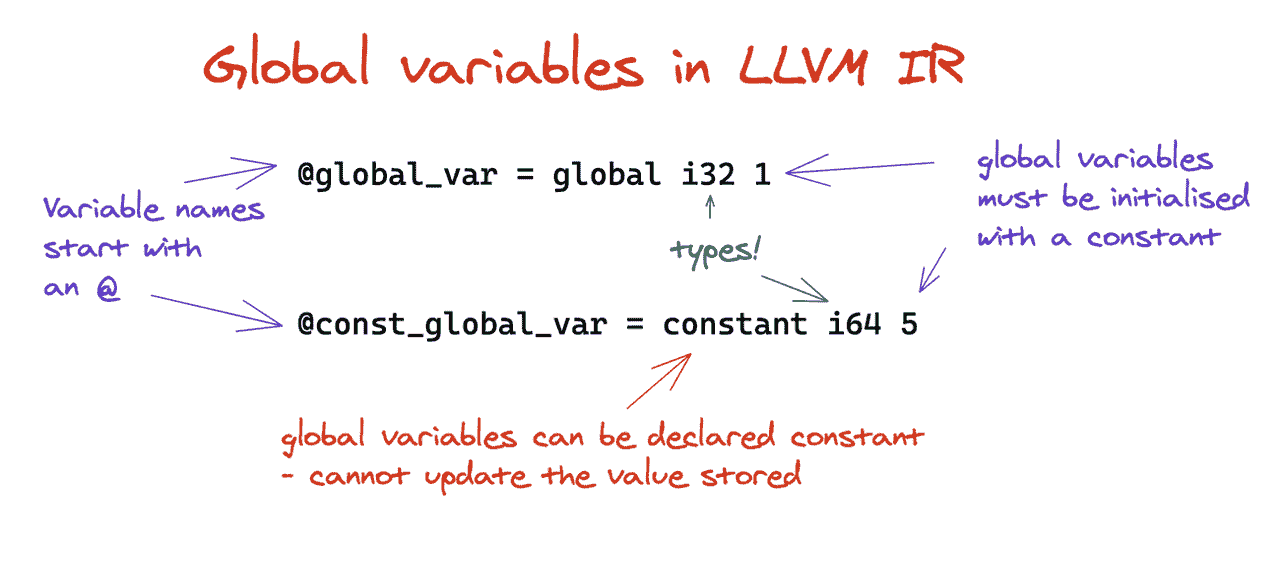 Global variables in LLVM IR
@global_var = global i32 1
global variables
must be initialised
with a constant
Variable names
start with
an @
types!
@const_global_var = constant i64 5
global variables can be declared constant
- cannot update the value stored